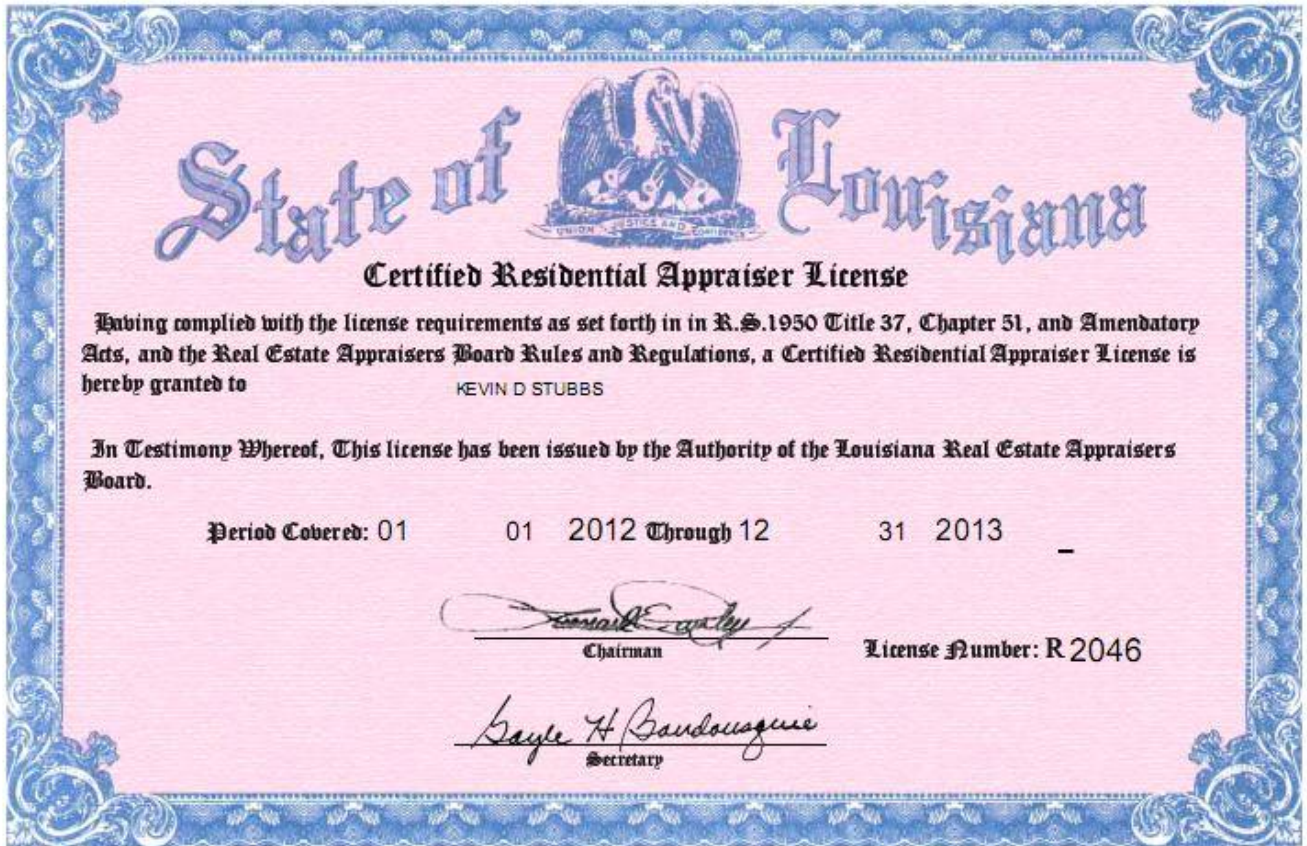 State of Louisiana
UNION JUSTICE AND CONFIDENCE
Certified Residential Appraiser License
Having complied with the license requirements as set forth in in R.S.1950 Title 37, Chapter 51, and Amendatory
Acts, and the Real Estate Appraisers Board Rules and Regulations, a Certified Residential Appraiser License is
hereby granted to KEVIN D STUBBS
In Testimony Whereof, This license has been issued by the Authority of the Louisiana Real Estate Appraisers
Board.
Period Covered: 01 01 2012 Through 12 31 2013 _
Chairman
License Number: R 2046
Gayle H Boudousquie
Secretary